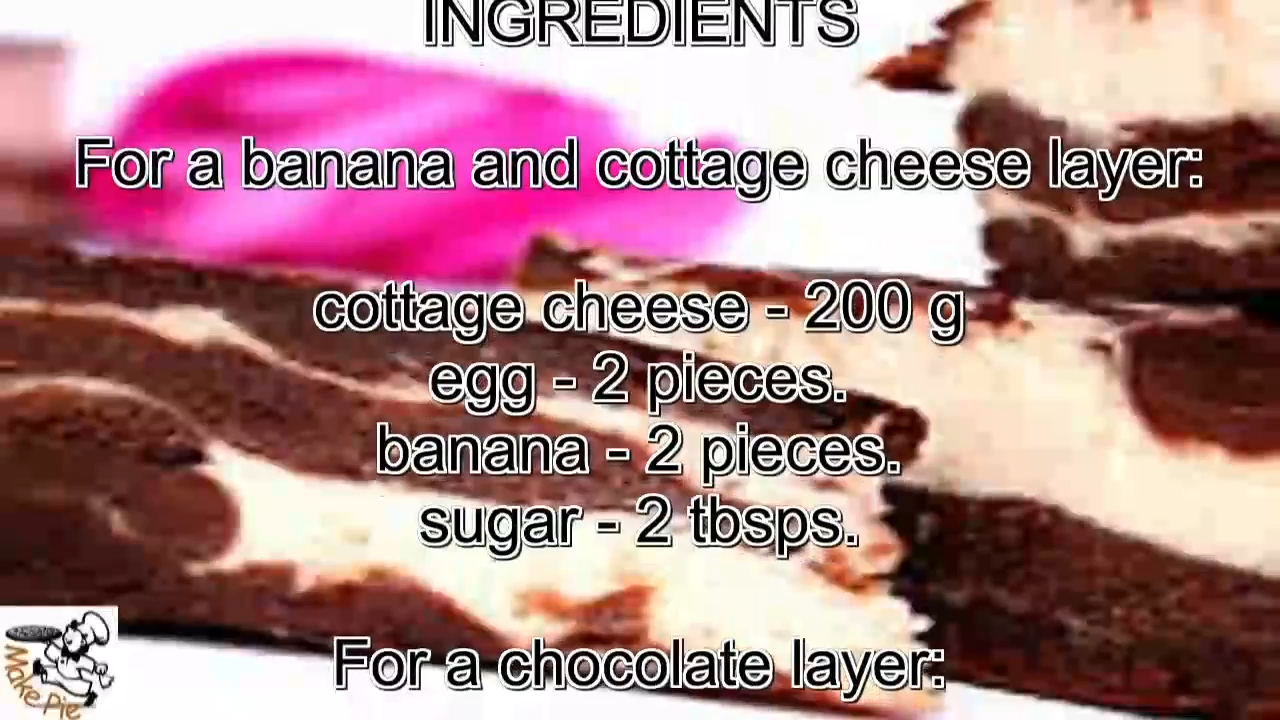 INGREDIENTS
For a banana and cottage cheese layer:
cottage cheese - 200 g
egg - 2 pieces.
banana - 2 pieces.
sugar - 2 tbsps.
For a chocolate layer:
Make Pie